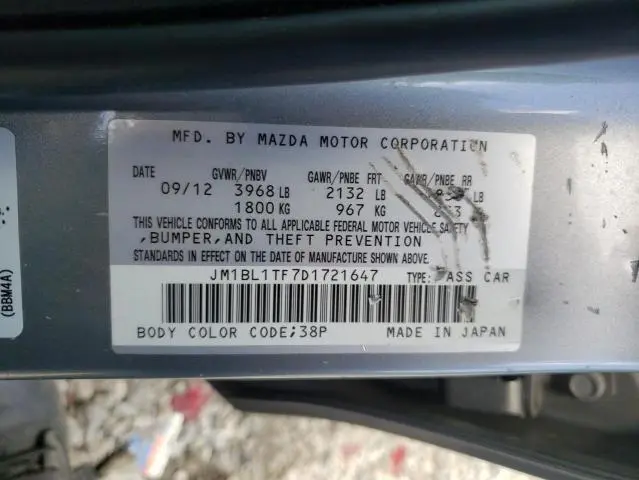 MFD. BY MAZDA MOTOR CORPORATION
DATE GVWR/PNBV GAWR/PNBE FRT GAWR/PNBE RR
09/12 3968 LB 2132 LB LB
1800 KG 967 KG
THIS VEHICLE CONFORMS TO ALL APPLICABLE FEDERAL MOTOR VEHICLE SAFETY
,BUMPER,AND THEFT PREVENTION
STANDARDS IN EFFECT ON THE DATE OF MANUFACTURE SHOWN ABOVE.
JM1BL1TF7D1721647 TYPE: PASS CAR
BODY COLOR CODE;38P MADE IN JAPAN
(BBM4A)